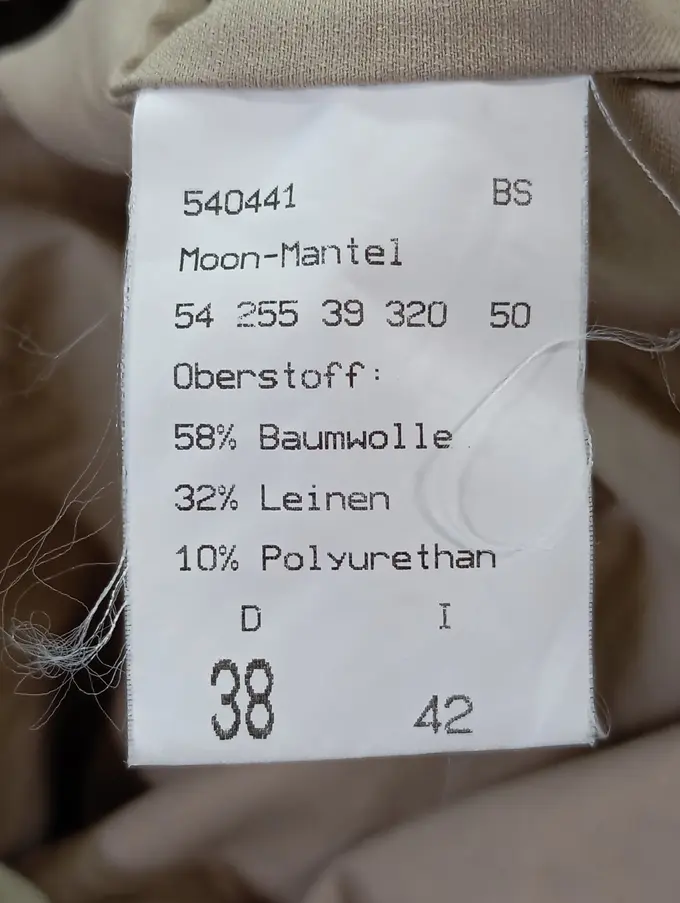 540441 BS
Moon-Mantel
54 255 39 320 50
Oberstoff:
58% Baumwolle
32% Leinen
10% Polyurethan
D I
38 42